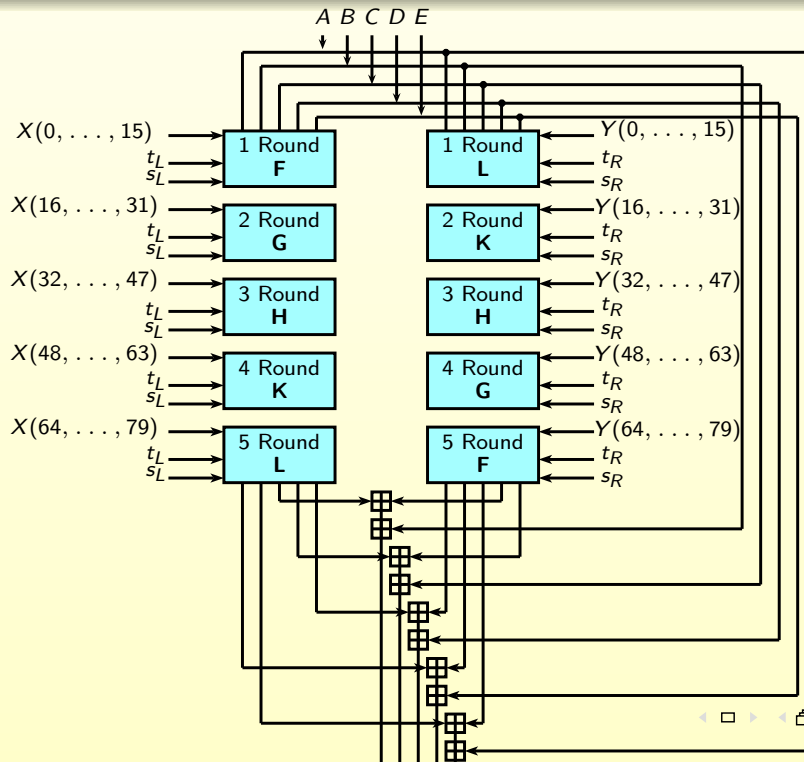 A B C D E
X(0, . . . , 15)
t_L
s_L
1 Round
F
1 Round
L
Y(0, . . . , 15)
t_R
s_R
X(16, . . . , 31)
t_L
s_L
2 Round
G
2 Round
K
Y(16, . . . , 31)
t_R
s_R
X(32, . . . , 47)
t_L
s_L
3 Round
H
3 Round
H
Y(32, . . . , 47)
t_R
s_R
X(48, . . . , 63)
t_L
s_L
4 Round
K
4 Round
G
Y(48, . . . , 63)
t_R
s_R
X(64, . . . , 79)
t_L
s_L
5 Round
L
5 Round
F
Y(64, . . . , 79)
t_R
s_R